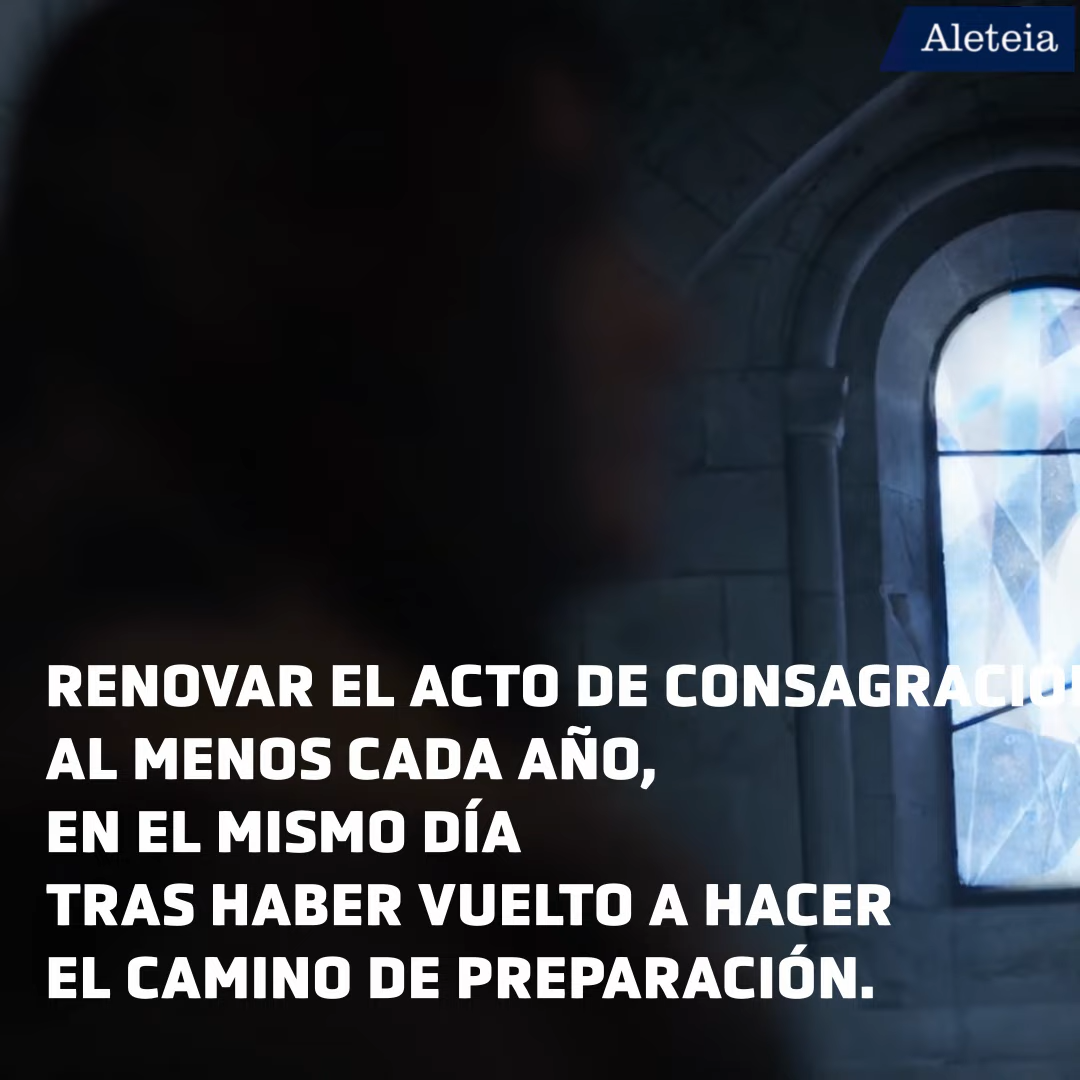 Aleteia
RENOVAR EL ACTO DE CONSAGRACIÓ
AL MENOS CADA AÑO,
EN EL MISMO DÍA
TRAS HABER VUELTO A HACER
EL CAMINO DE PREPARACIÓN.